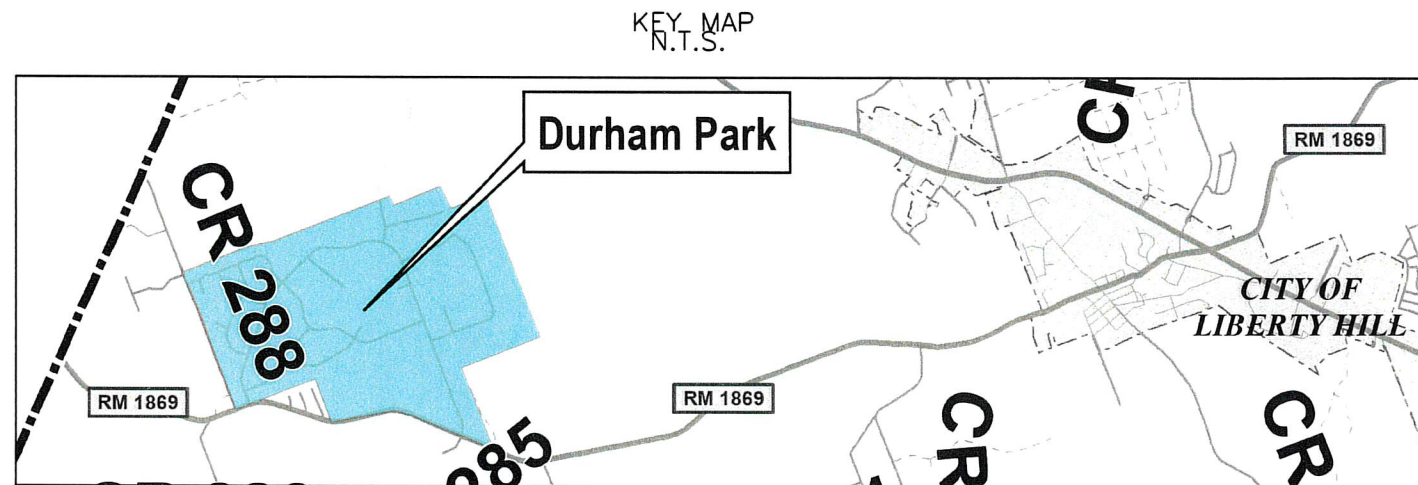 KEY MAP
N.T.S.
Durham Park
RM 1869
CR 288
CITY OF
LIBERTY HILL
RM 1869
RM 1869
285
CR
CR